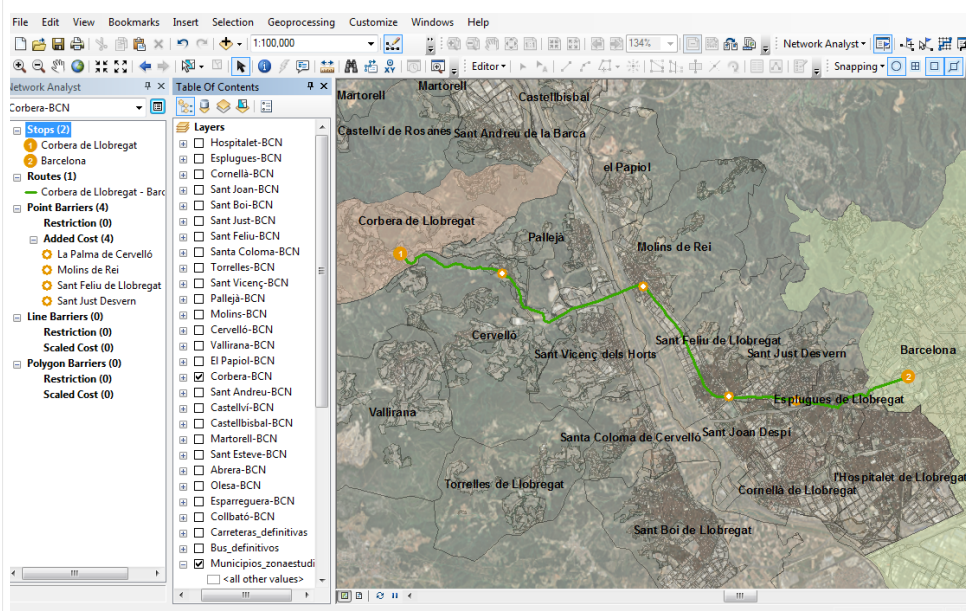 File Edit View Bookmarks Insert Selection Geoprocessing Customize Windows Help
1:100,000
134%
Network Analyst
Editor
Snapping
Network Analyst
Corbera-BCN
Stops (2)
1 Corbera de Llobregat
2 Barcelona
Routes (1)
Corbera de Llobregat - Barc
Point Barriers (4)
Restriction (0)
Added Cost (4)
La Palma de Cervelló
Molins de Rei
Sant Feliu de Llobregat
Sant Just Desvern
Line Barriers (0)
Restriction (0)
Scaled Cost (0)
Polygon Barriers (0)
Restriction (0)
Scaled Cost (0)
Table Of Contents
Layers
Hospitalet-BCN
Esplugues-BCN
Cornellà-BCN
Sant Joan-BCN
Sant Boi-BCN
Sant Just-BCN
Sant Feliu-BCN
Santa Coloma-BCN
Torrelles-BCN
Sant Vicenç-BCN
Pallejà-BCN
Molins-BCN
Cervelló-BCN
Vallirana-BCN
El Papiol-BCN
Corbera-BCN
Sant Andreu-BCN
Castellví-BCN
Castellbisbal-BCN
Martorell-BCN
Sant Esteve-BCN
Abrera-BCN
Olesa-BCN
Esparreguera-BCN
Collbató-BCN
Carreteras_definitivas
Bus_definitivos
Municipios_zonaestudi
<all other values>
Martorell
Martorell
Castellbisbal
Castellví de Rosanes
Sant Andreu de la Barca
el Papiol
Corbera de Llobregat
Pallejà
Molins de Rei
1
Cervelló
Sant Vicenç dels Horts
Sant Feliu de Llobregat
Sant Just Desvern
Barcelona
2
Esplugues de Llobregat
Vallirana
Santa Coloma de Cervelló
Sant Joan Despí
Torrelles de Llobregat
l'Hospitalet de Llobregat
Cornellà de Llobregat
Sant Boi de Llobregat